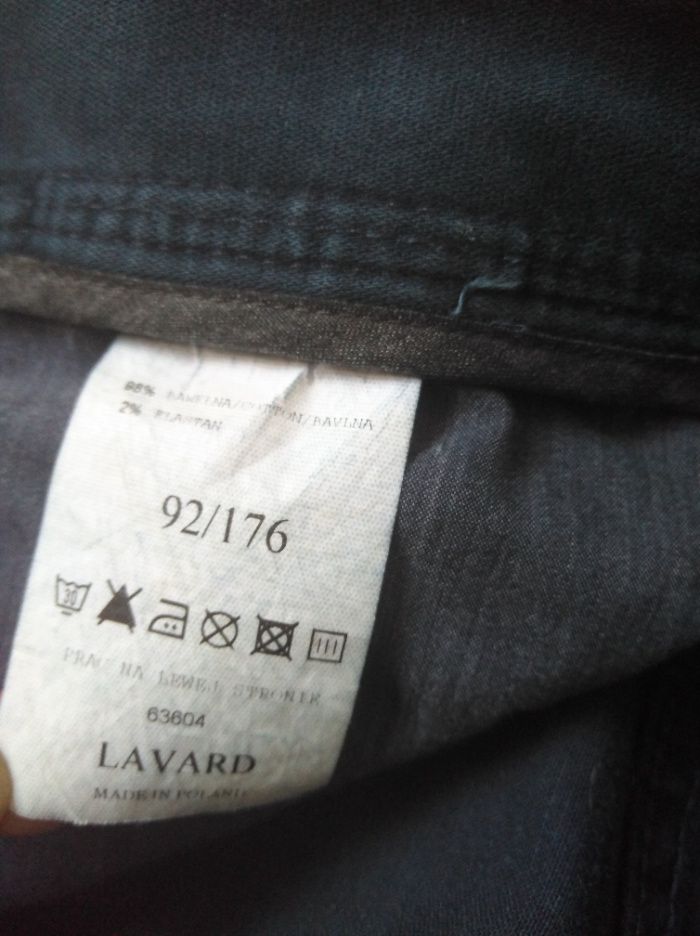 98% BAWEŁNA/COTTON/BAVLNA
2% ELASTAN
92/176
30
PRAĆ NA LEWEJ STRONIE
63604
LAVARD
MADE IN POLAND